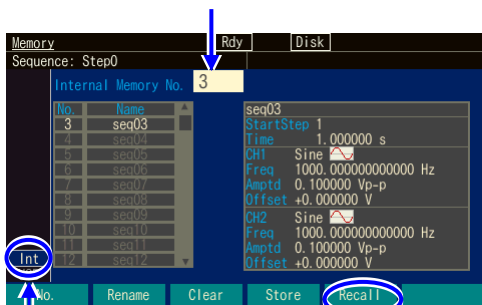 Memory Rdy Disk
Sequence: Step0
Internal Memory No. 3
No. Name
3 seq03
4 seq04
5 seq05
6 seq06
7 seq07
8 seq08
9 seq09
10 seq10
11 seq11
12 seq12
seq03
StartStep 1
Time 1.000000 s
CH1 Sine
Freq 1000.000000000000 Hz
Amptd 0.100000 Vp-p
Offset +0.000000 V
CH2 Sine
Freq 1000.000000000000 Hz
Amptd 0.100000 Vp-p
Offset +0.000000 V
Int
No. Rename Clear Store Recall